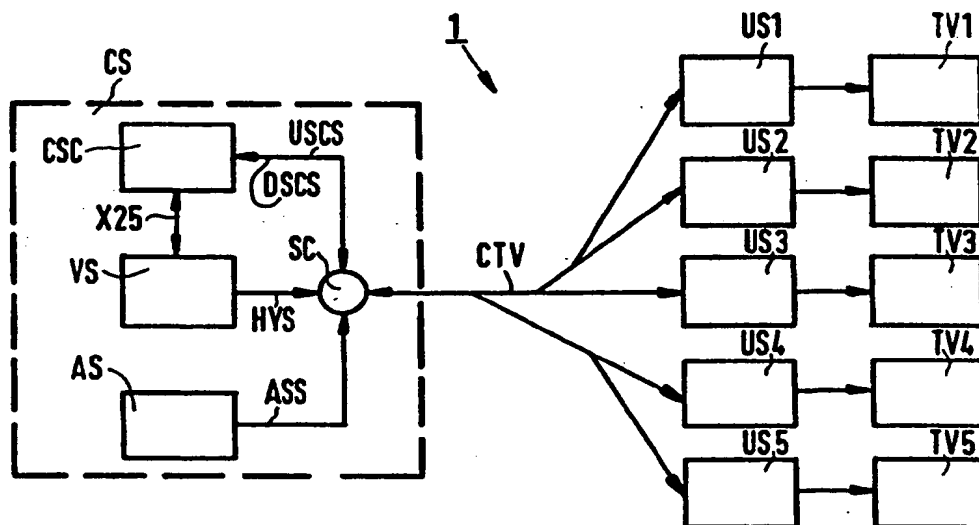 1
CS
CSC
USCS
DSCS
X25
VS
SC
HYS
AS
ASS
CTV
US1
TV1
US2
TV2
US3
TV3
US4
TV4
US5
TV5